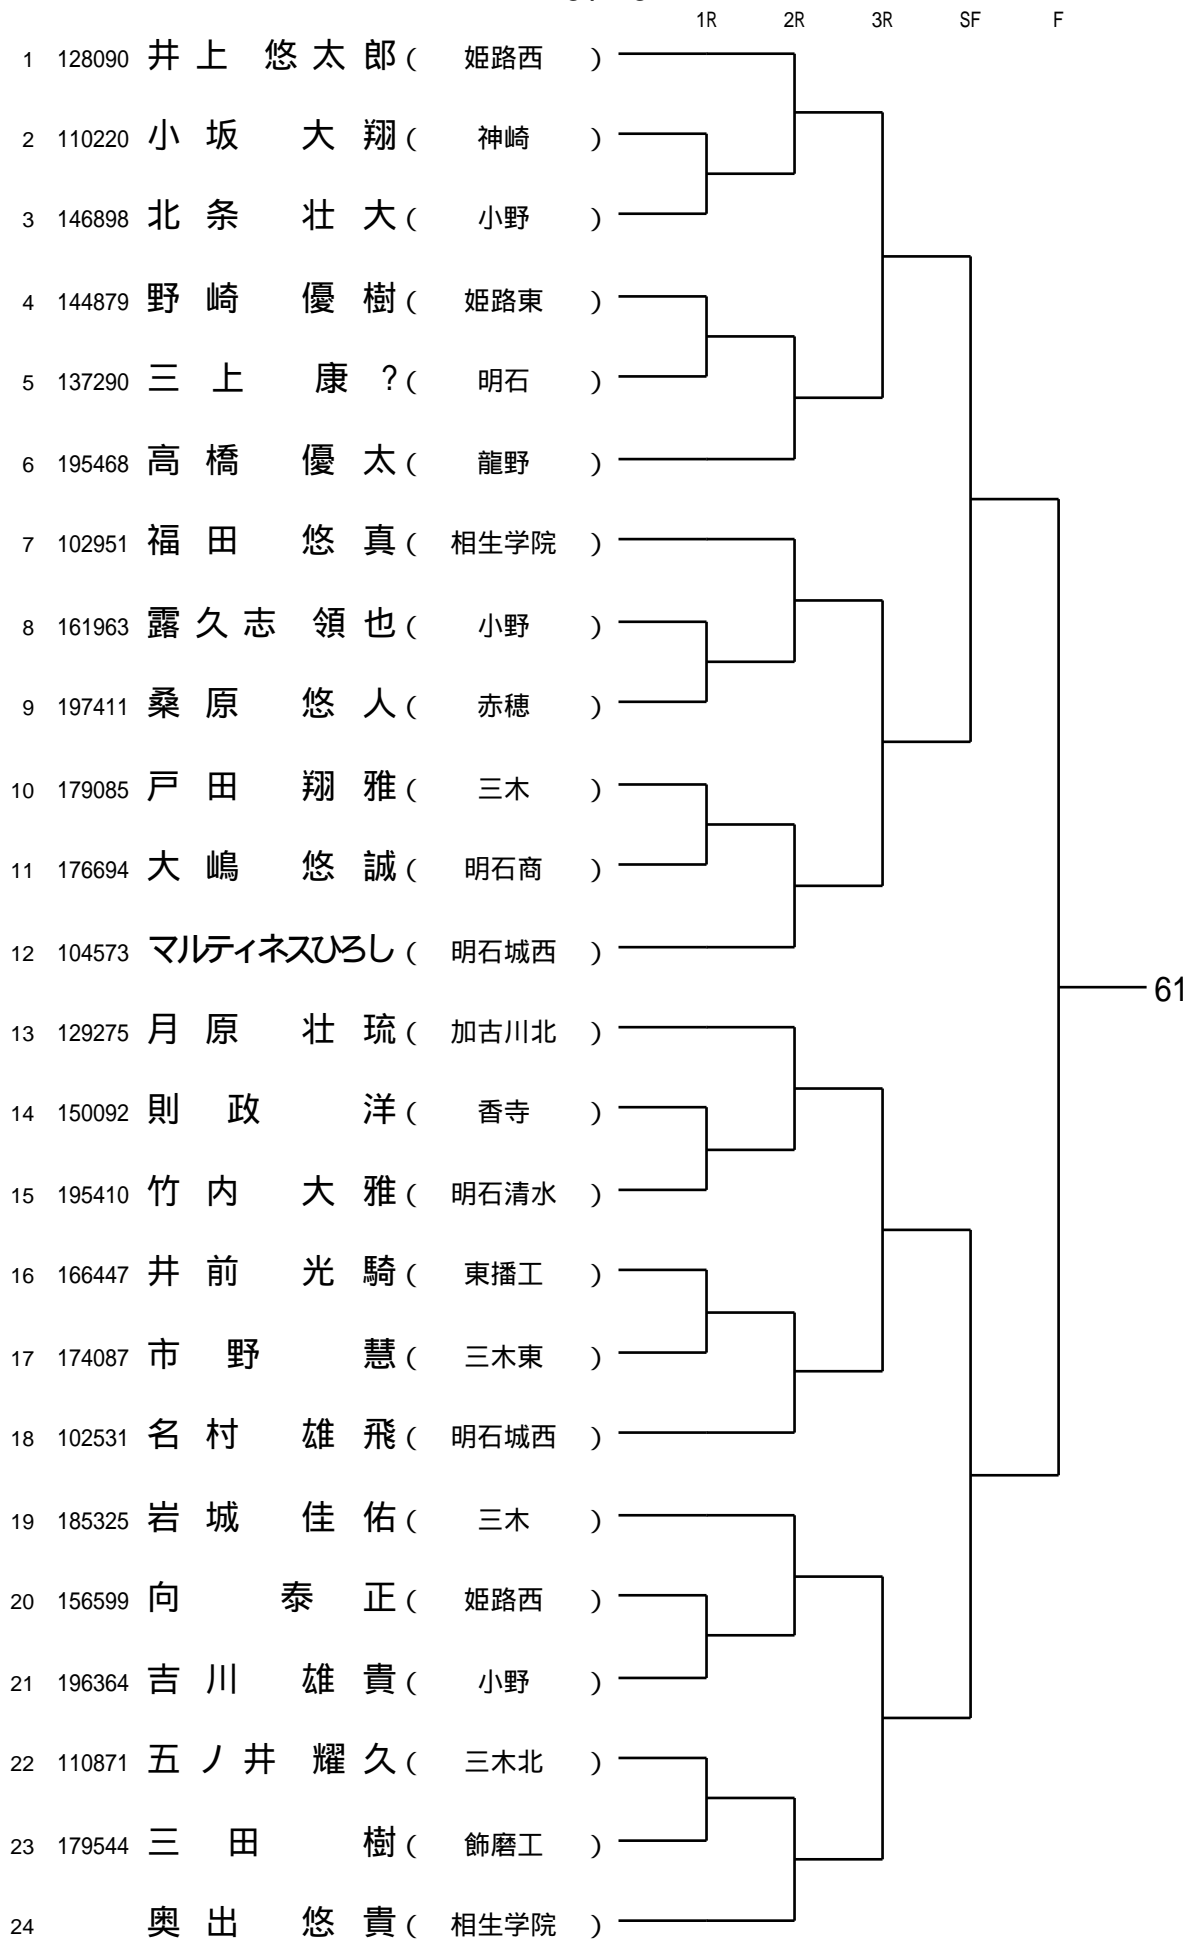 1R 2R 3R SF F
1 128090 井上 悠太郎 ( 姫路西 )
2 110220 小坂 大翔 ( 神崎 )
3 146898 北条 壮大 ( 小野 )
4 144879 野崎 優樹 ( 姫路東 )
5 137290 三上 康? ( 明石 )
6 195468 高橋 優太 ( 龍野 )
7 102951 福田 悠真 ( 相生学院 )
8 161963 露久志 領也 ( 小野 )
9 197411 桑原 悠人 ( 赤穂 )
10 179085 戸田 翔雅 ( 三木 )
11 176694 大嶋 悠誠 ( 明石商 )
12 104573 マルティネスひろし ( 明石城西 )
61
13 129275 月原 壮琉 ( 加古川北 )
14 150092 則政 洋 ( 香寺 )
15 195410 竹内 大雅 ( 明石清水 )
16 166447 井前 光騎 ( 東播工 )
17 174087 市野 慧 ( 三木東 )
18 102531 名村 雄飛 ( 明石城西 )
19 185325 岩城 佳佑 ( 三木 )
20 156599 向 泰正 ( 姫路西 )
21 196364 吉川 雄貴 ( 小野 )
22 110871 五ノ井 耀久 ( 三木北 )
23 179544 三田 樹 ( 飾磨工 )
24 奥出 悠貴 ( 相生学院 )